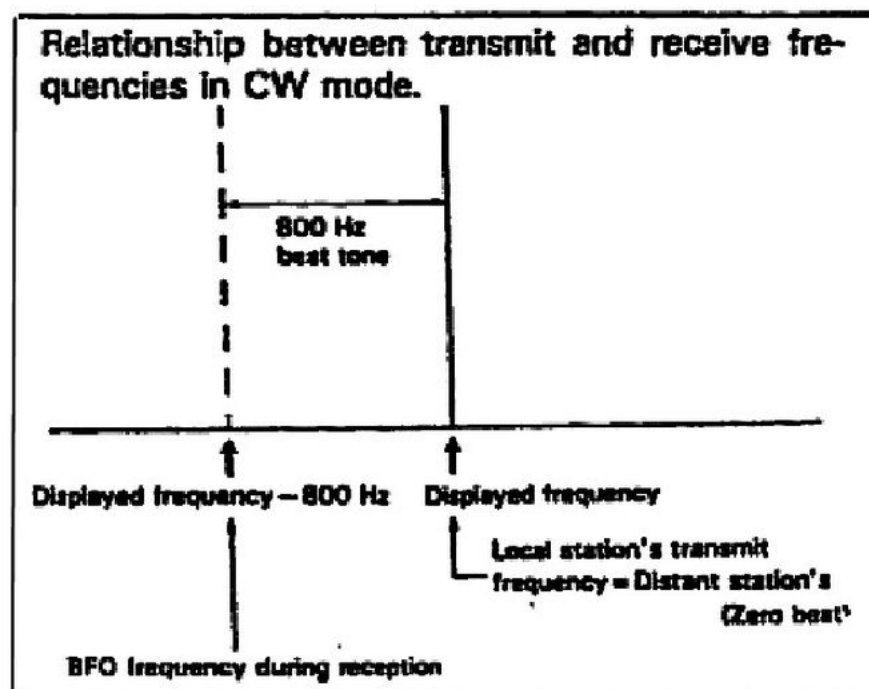 Relationship between transmit and receive fre-
quencies in CW mode.
800 Hz
beat tone
Displayed frequency – 800 Hz
Displayed frequency
Local station's transmit
frequency = Distant station's
(Zero beat)
BFO frequency during reception